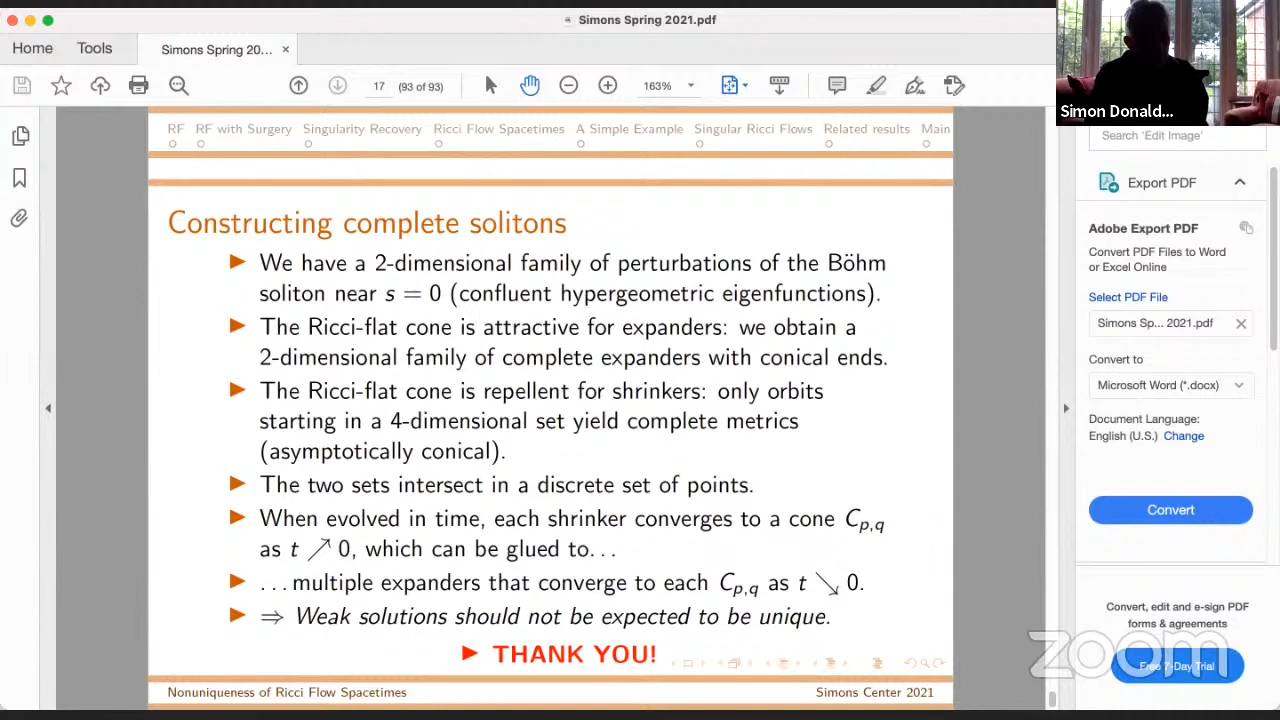 Simons Spring 2021.pdf
Home
Tools
Simons Spring 20...
17
(93 of 93)
163%
Simon Donald...
Search 'Edit Image'
RF RF with Surgery Singularity Recovery Ricci Flow Spacetimes A Simple Example Singular Ricci Flows Related results Main
Constructing complete solitons
▶ We have a 2-dimensional family of perturbations of the Böhm
soliton near s = 0 (confluent hypergeometric eigenfunctions).
▶ The Ricci-flat cone is attractive for expanders: we obtain a
2-dimensional family of complete expanders with conical ends.
▶ The Ricci-flat cone is repellent for shrinkers: only orbits
starting in a 4-dimensional set yield complete metrics
(asymptotically conical).
▶ The two sets intersect in a discrete set of points.
▶ When evolved in time, each shrinker converges to a cone C_{p,q}
as t ↗ 0, which can be glued to...
▶ ...multiple expanders that converge to each C_{p,q} as t ↘ 0.
▶ ⇒ Weak solutions should not be expected to be unique.
▶ THANK YOU!
Nonuniqueness of Ricci Flow Spacetimes
Simons Center 2021
Export PDF
Adobe Export PDF
Convert PDF Files to Word
or Excel Online
Select PDF File
Simons Sp... 2021.pdf
Convert to
Microsoft Word (*.docx)
Document Language:
English (U.S.) Change
Convert
Convert, edit and e-sign PDF
forms & agreements
Free 7-Day Trial
zoom